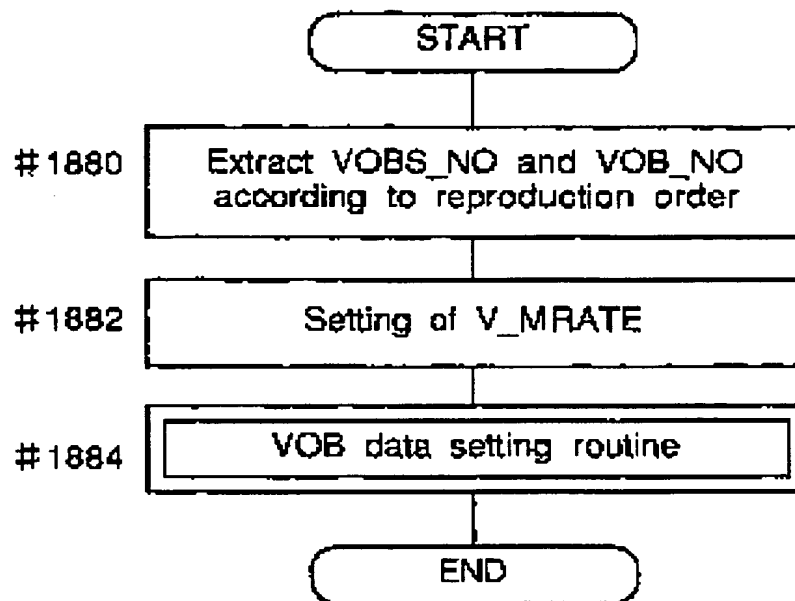 START
#1880
Extract VOBS_NO and VOB_NO
according to reproduction order
#1882
Setting of V_MRATE
#1884
VOB data setting routine
END